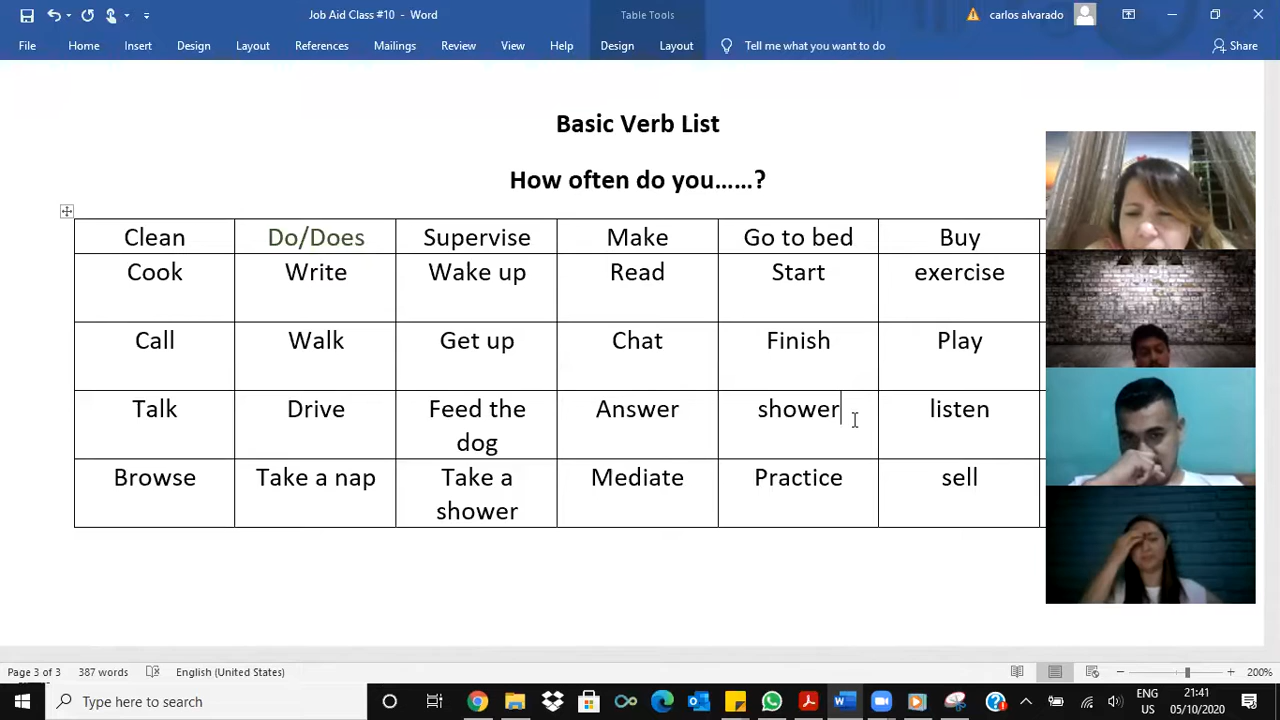 Job Aid Class #10 - Word
Table Tools
carlos alvarado
File Home Insert Design Layout References Mailings Review View Help Design Layout Tell me what you want to do Share
Basic Verb List
How often do you……?
Clean Do/Does Supervise Make Go to bed Buy
Cook Write Wake up Read Start exercise
Call Walk Get up Chat Finish Play
Talk Drive Feed the dog Answer shower listen
Browse Take a nap Take a shower Mediate Practice sell
Page 3 of 3 387 words English (United States) 200%
Type here to search
ENG
US
21:41
05/10/2020